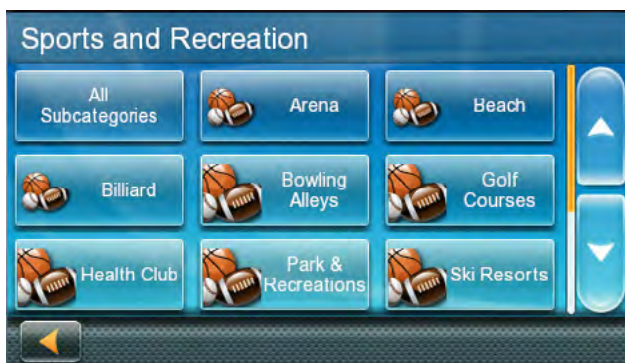 Sports and Recreation
All
Subcategories
Arena
Beach
Billiard
Bowling
Alleys
Golf
Courses
Health Club
Park &
Recreations
Ski Resorts